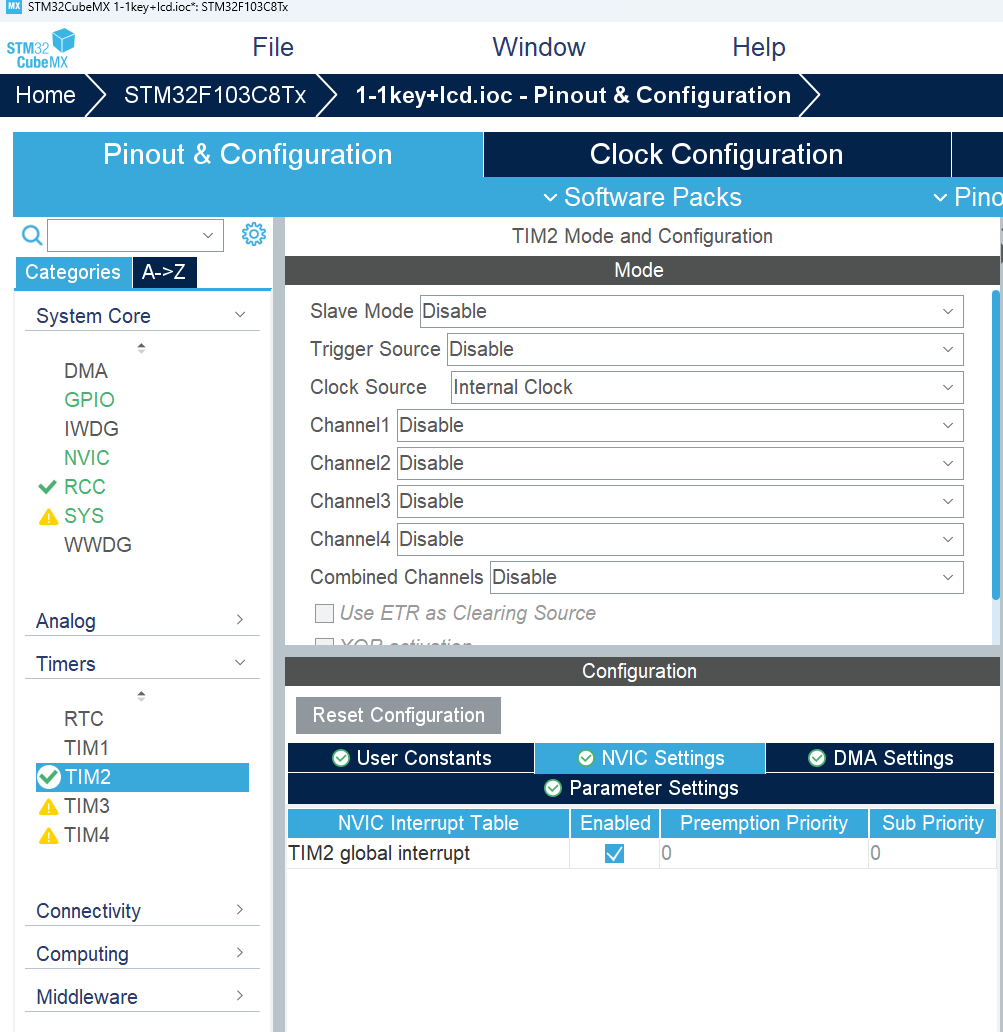 MX STM32CubeMX 1-1key+lcd.ioc*: STM32F103C8Tx
STM32 CubeMX
File Window Help
Home STM32F103C8Tx 1-1key+lcd.ioc - Pinout & Configuration
Pinout & Configuration Clock Configuration
Software Packs Pino
TIM2 Mode and Configuration
Categories A->Z
Mode
System Core
DMA
GPIO
IWDG
NVIC
RCC
SYS
WWDG
Analog
Timers
RTC
TIM1
TIM2
TIM3
TIM4
Connectivity
Computing
Middleware
Slave Mode Disable
Trigger Source Disable
Clock Source Internal Clock
Channel1 Disable
Channel2 Disable
Channel3 Disable
Channel4 Disable
Combined Channels Disable
Use ETR as Clearing Source
XOR activation
Configuration
Reset Configuration
User Constants NVIC Settings DMA Settings
Parameter Settings
NVIC Interrupt Table Enabled Preemption Priority Sub Priority
TIM2 global interrupt 0 0